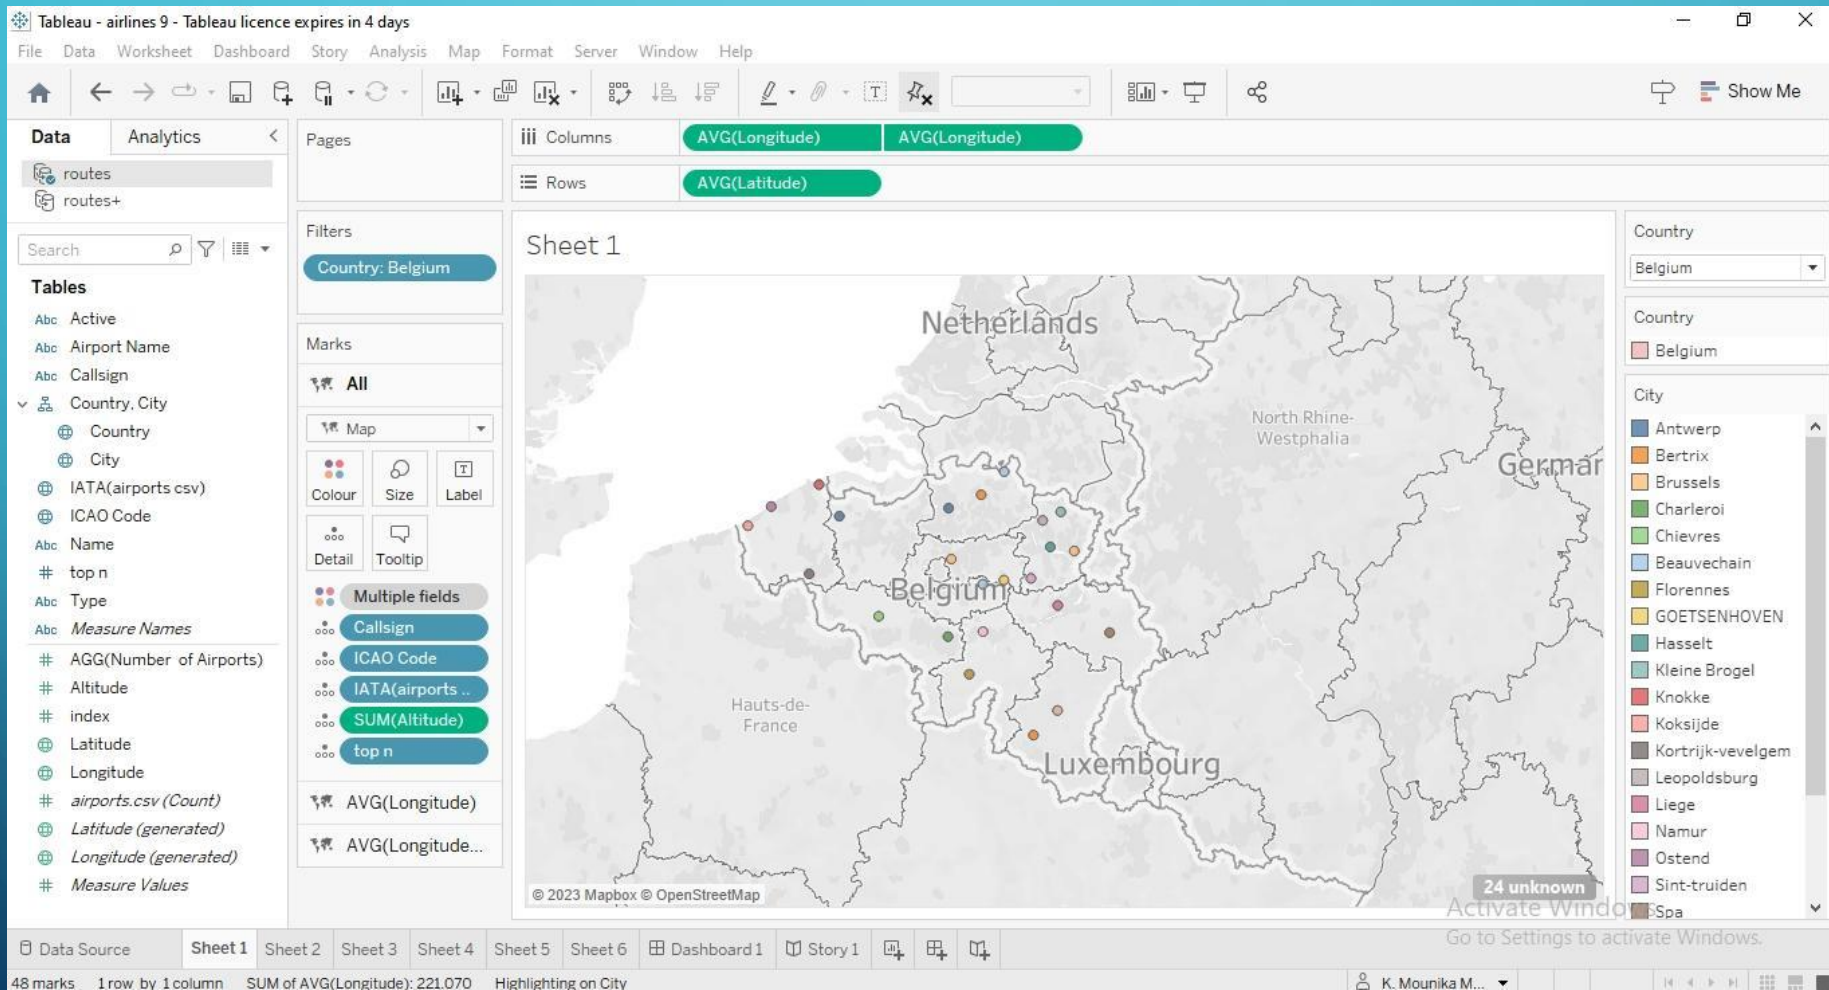 Tableau - airlines 9 - Tableau licence expires in 4 days
File Data Worksheet Dashboard Story Analysis Map Format Server Window Help
Show Me
Data Analytics
routes
routes+
Search
Tables
Abc Active
Abc Airport Name
Abc Callsign
Country, City
Country
City
IATA(airports csv)
ICAO Code
Abc Name
# top n
Abc Type
Abc Measure Names
# AGG(Number of Airports)
# Altitude
# index
Latitude
Longitude
# airports.csv (Count)
Latitude (generated)
Longitude (generated)
# Measure Values
Pages
Filters
Country: Belgium
Marks
All
Map
Colour Size Label
Detail Tooltip
Multiple fields
Callsign
ICAO Code
IATA(airports ..
SUM(Altitude)
top n
AVG(Longitude)
AVG(Longitude...
Columns AVG(Longitude) AVG(Longitude)
Rows AVG(Latitude)
Sheet 1
Netherlands
North Rhine-
Westphalia
German
Belgium
Hauts-de-
France
Luxembourg
© 2023 Mapbox © OpenStreetMap
24 unknown
Country
Belgium
Country
Belgium
City
Antwerp
Bertrix
Brussels
Charleroi
Chievres
Beauvechain
Florennes
GOETSENHOVEN
Hasselt
Kleine Brogel
Knokke
Koksijde
Kortrijk-vevelgem
Leopoldsburg
Liege
Namur
Ostend
Sint-truiden
Spa
Activate Windows
Go to Settings to activate Windows.
Data Source Sheet 1 Sheet 2 Sheet 3 Sheet 4 Sheet 5 Sheet 6 Dashboard 1 Story 1
48 marks 1 row by 1 column SUM of AVG(Longitude): 221.070 Highlighting on City K. Mounika M...